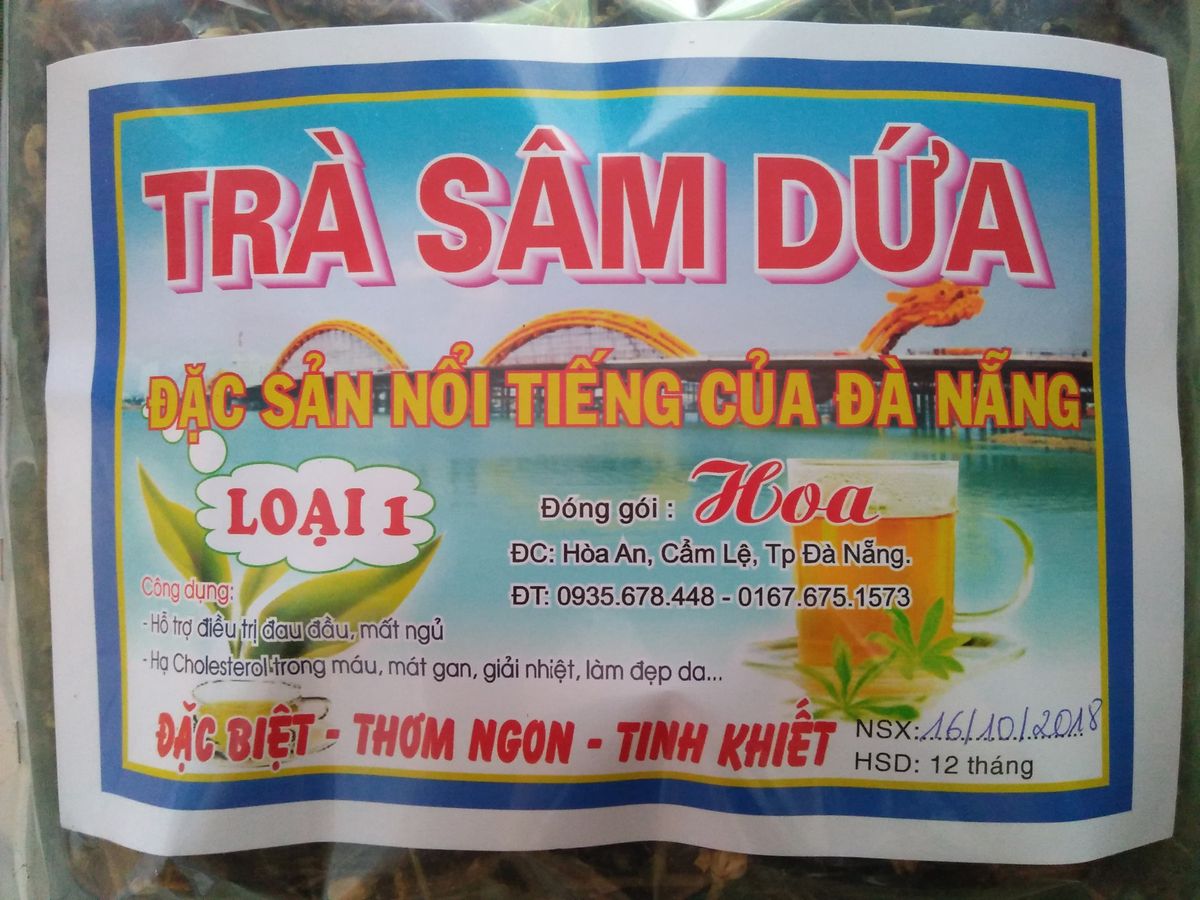 TRÀ SÂM DỨA
ĐẶC SẢN NỔI TIẾNG CỦA ĐÀ NẴNG
LOẠI 1
Đóng gói : Hoa
ĐC: Hòa An, Cẩm Lệ, Tp Đà Nẵng.
ĐT: 0935.678.448 - 0167.675.1573
Công dụng:
- Hỗ trợ điều trị đau đầu, mất ngủ
- Hạ Cholesterol trong máu, mát gan, giải nhiệt, làm đẹp da...
ĐẶC BIỆT - THƠM NGON - TINH KHIẾT
NSX: 16/10/2018
HSD: 12 tháng